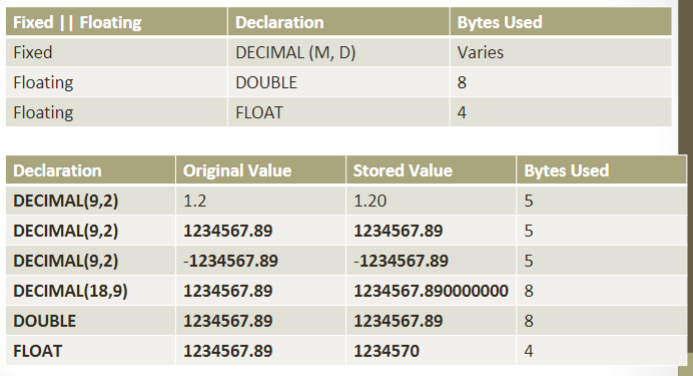 Fixed || Floating Declaration Bytes Used
Fixed DECIMAL (M, D) Varies
Floating DOUBLE 8
Floating FLOAT 4
Declaration Original Value Stored Value Bytes Used
DECIMAL(9,2) 1.2 1.20 5
DECIMAL(9,2) 1234567.89 1234567.89 5
DECIMAL(9,2) -1234567.89 -1234567.89 5
DECIMAL(18,9) 1234567.89 1234567.890000000 8
DOUBLE 1234567.89 1234567.89 8
FLOAT 1234567.89 1234570 4